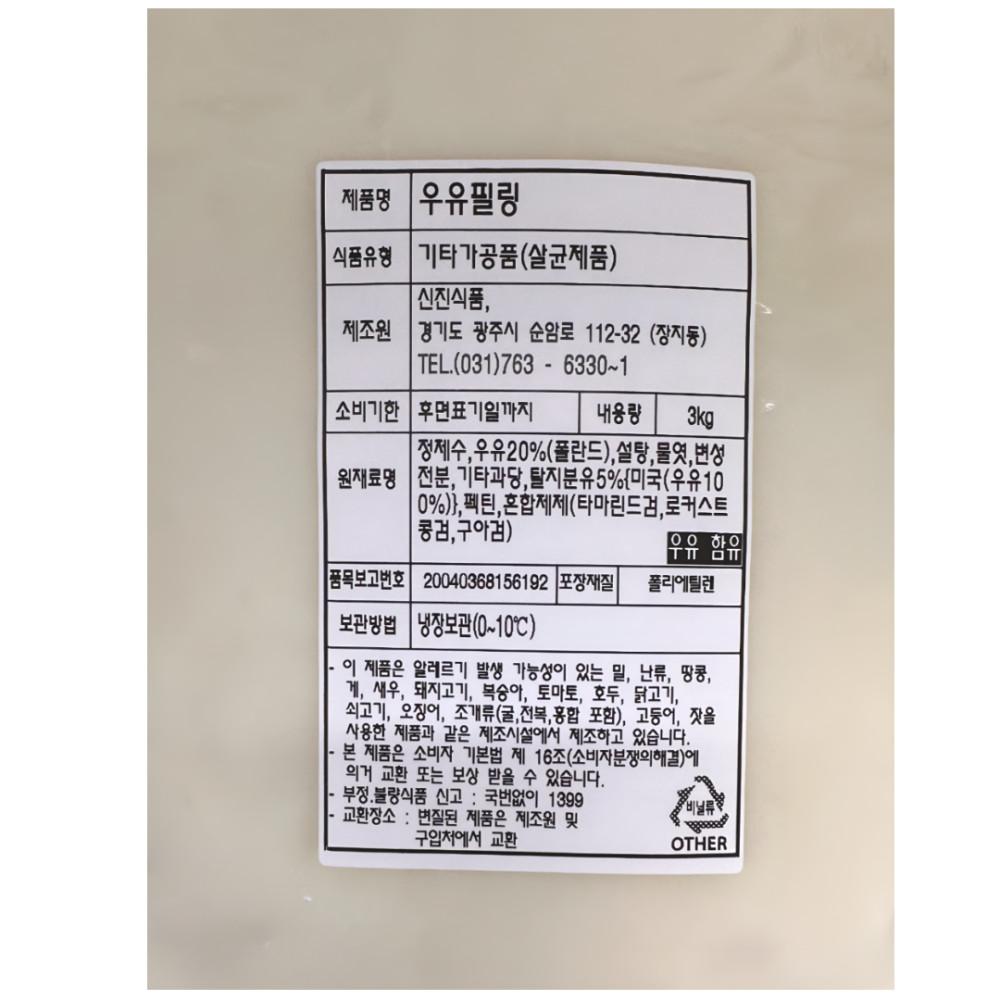 제품명 우유필링
식품유형 기타가공품(살균제품)
제조원 신진식품,
경기도 광주시 순암로 112-32 (장지동)
TEL.(031)763 - 6330~1
소비기한 후면표기일까지 내용량 3kg
원재료명 정제수,우유20%(폴란드),설탕,물엿,변성
전분,기타과당,탈지분유5%{미국(우유10
0%)},펙틴,혼합제제(타마린드검,로커스트
콩검,구아검)
우유 함유
품목보고번호 20040368156192 포장재질 폴리에틸렌
보관방법 냉장보관(0~10℃)
- 이 제품은 알레르기 발생 가능성이 있는 밀, 난류, 땅콩,
게, 새우, 돼지고기, 복숭아, 토마토, 호두, 닭고기,
쇠고기, 오징어, 조개류(굴,전복,홍합 포함), 고등어, 잣을
사용한 제품과 같은 제조시설에서 제조하고 있습니다.
- 본 제품은 소비자 기본법 제 16조(소비자분쟁의해결)에
의거 교환 또는 보상 받을 수 있습니다.
- 부정.불량식품 신고 : 국번없이 1399
- 교환장소 : 변질된 제품은 제조원 및
구입처에서 교환
비닐류
OTHER